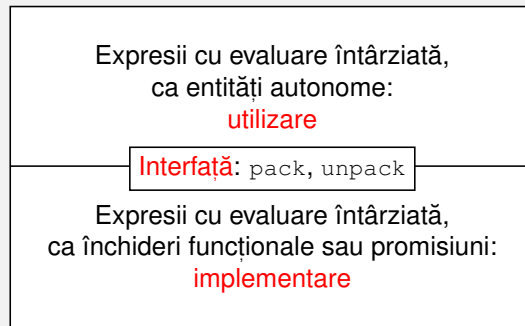 Expresii cu evaluare întârziată,
ca entități autonome:
utilizare
Interfață: pack, unpack
Expresii cu evaluare întârziată,
ca închideri funcționale sau promisiuni:
implementare